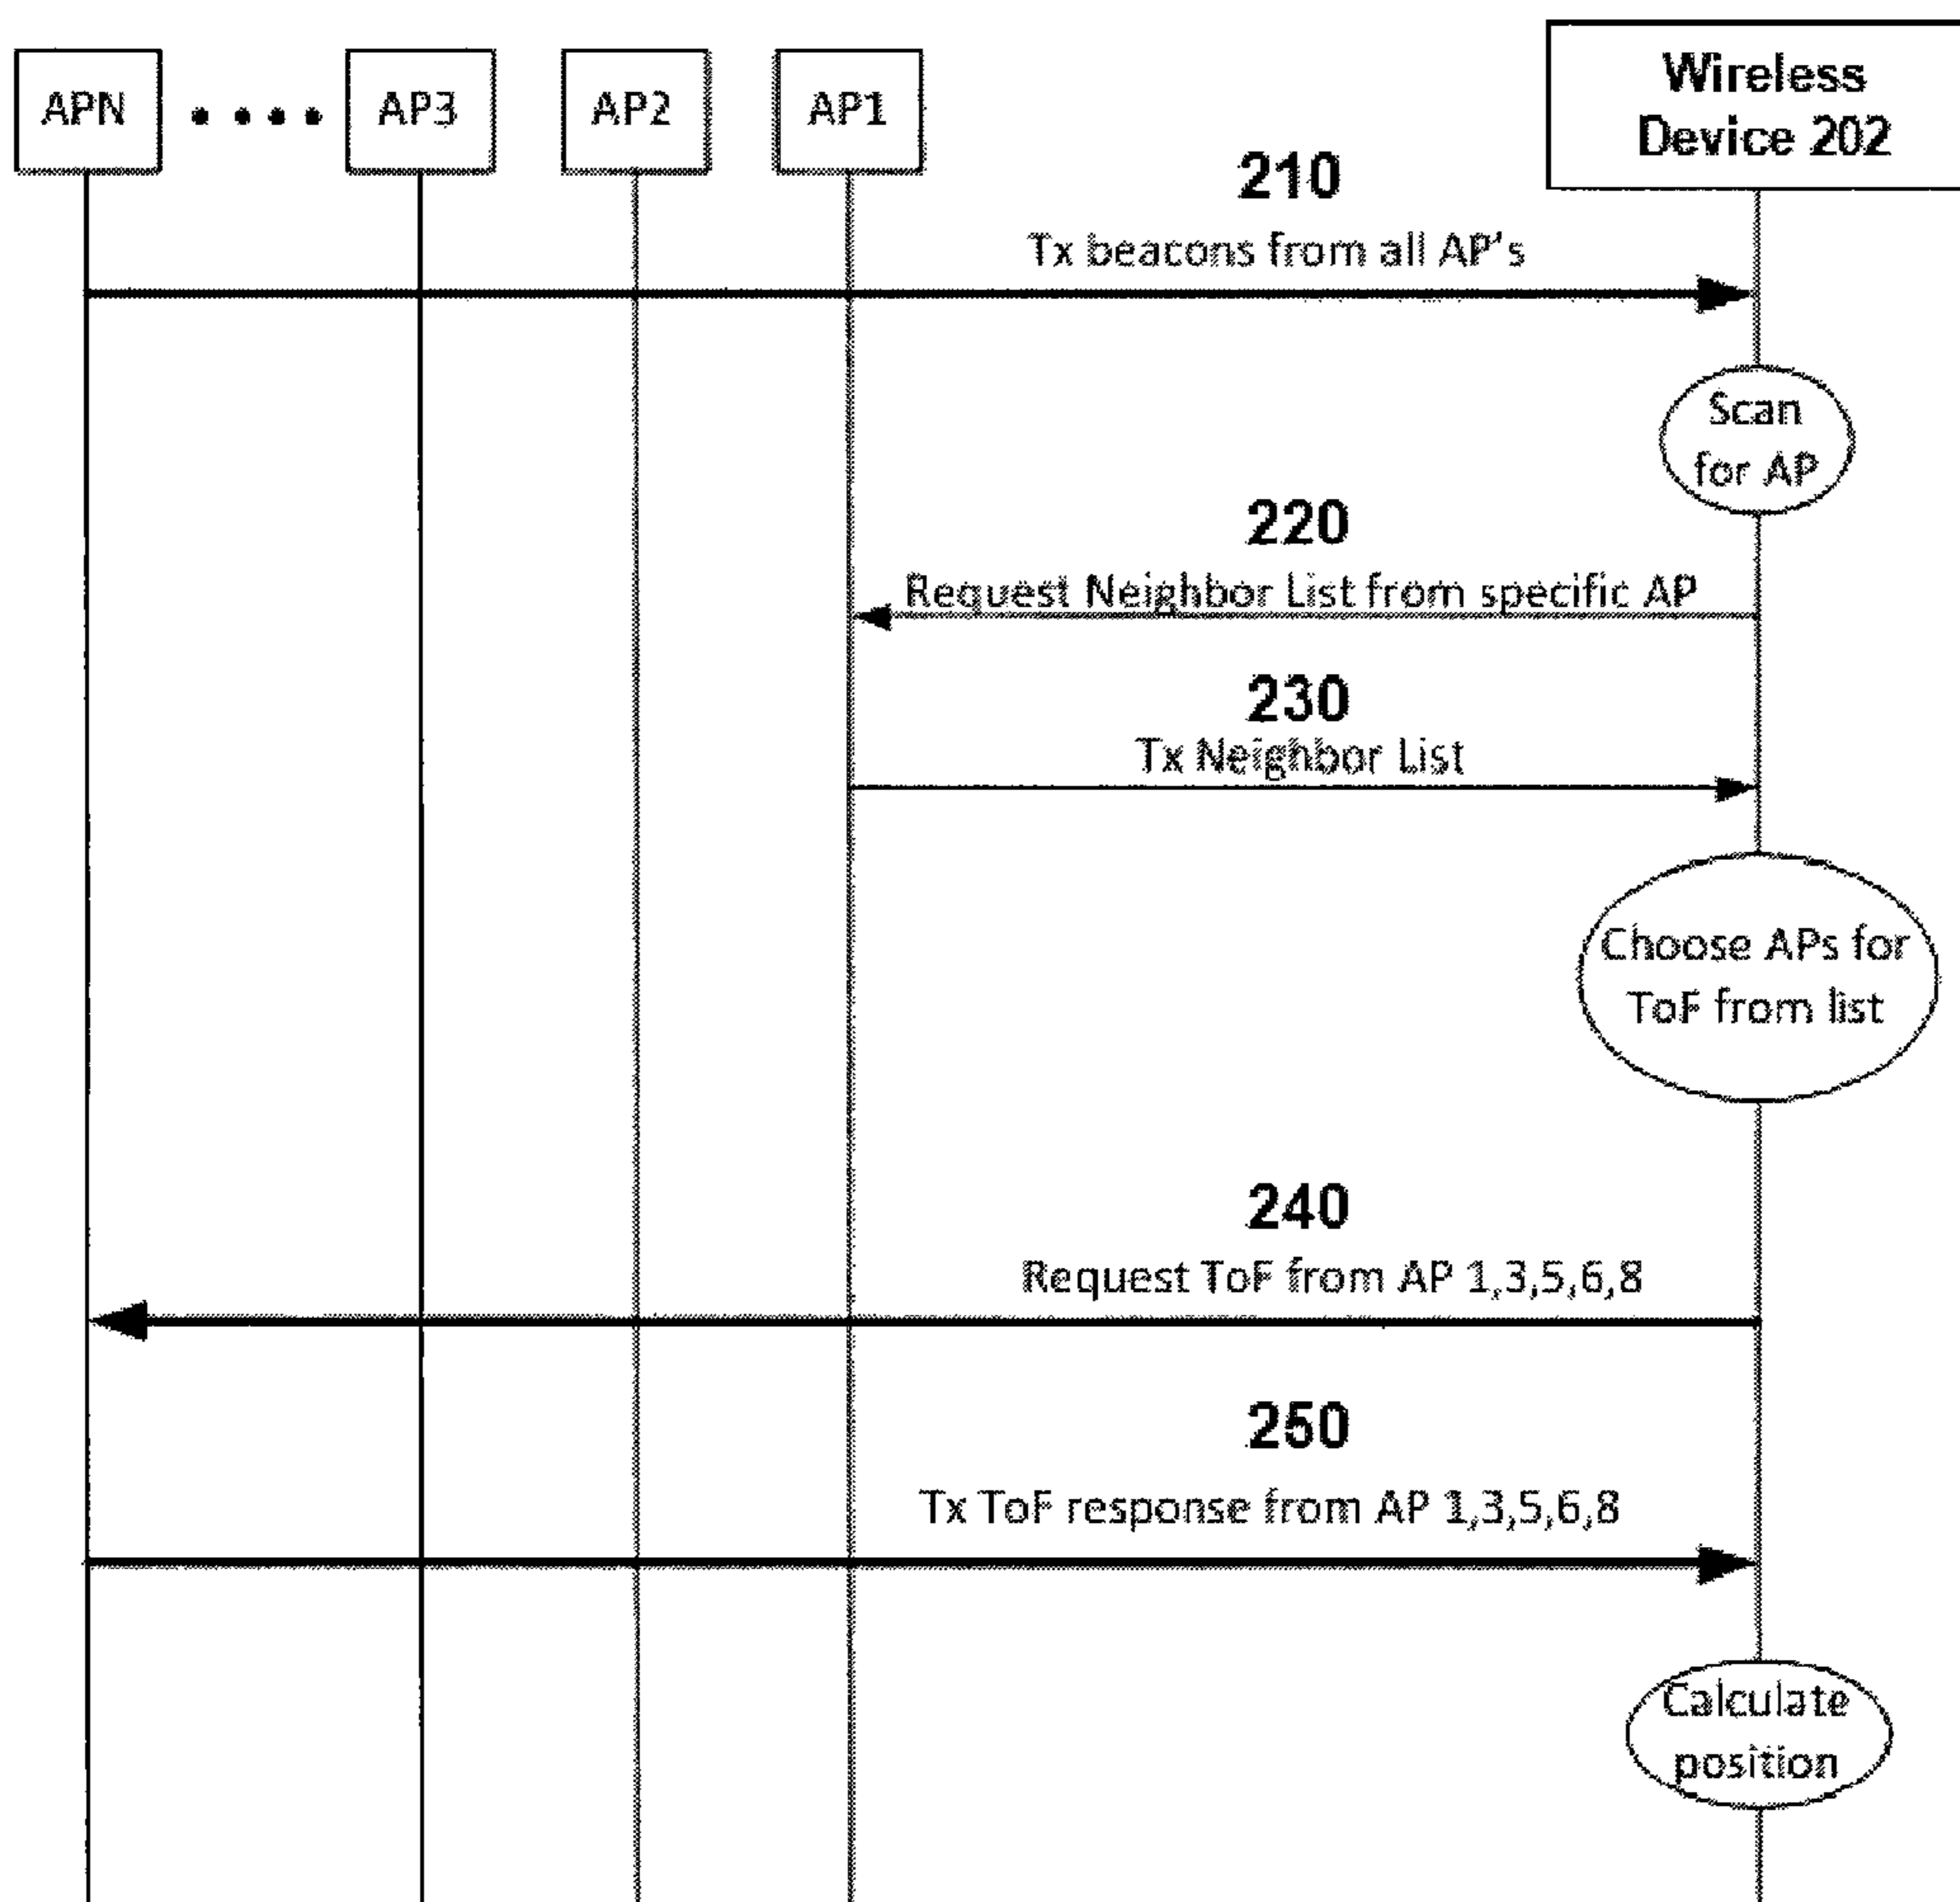 APN
AP3
AP2
AP1
Wireless
Device 202
210
Tx beacons from all AP's
Scan
for AP
220
Request Neighbor List from specific AP
230
Tx Neighbor List
Choose APs for
ToF from list
240
Request ToF from AP 1,3,5,6,8
250
Tx ToF response from AP 1,3,5,6,8
Calculate
position